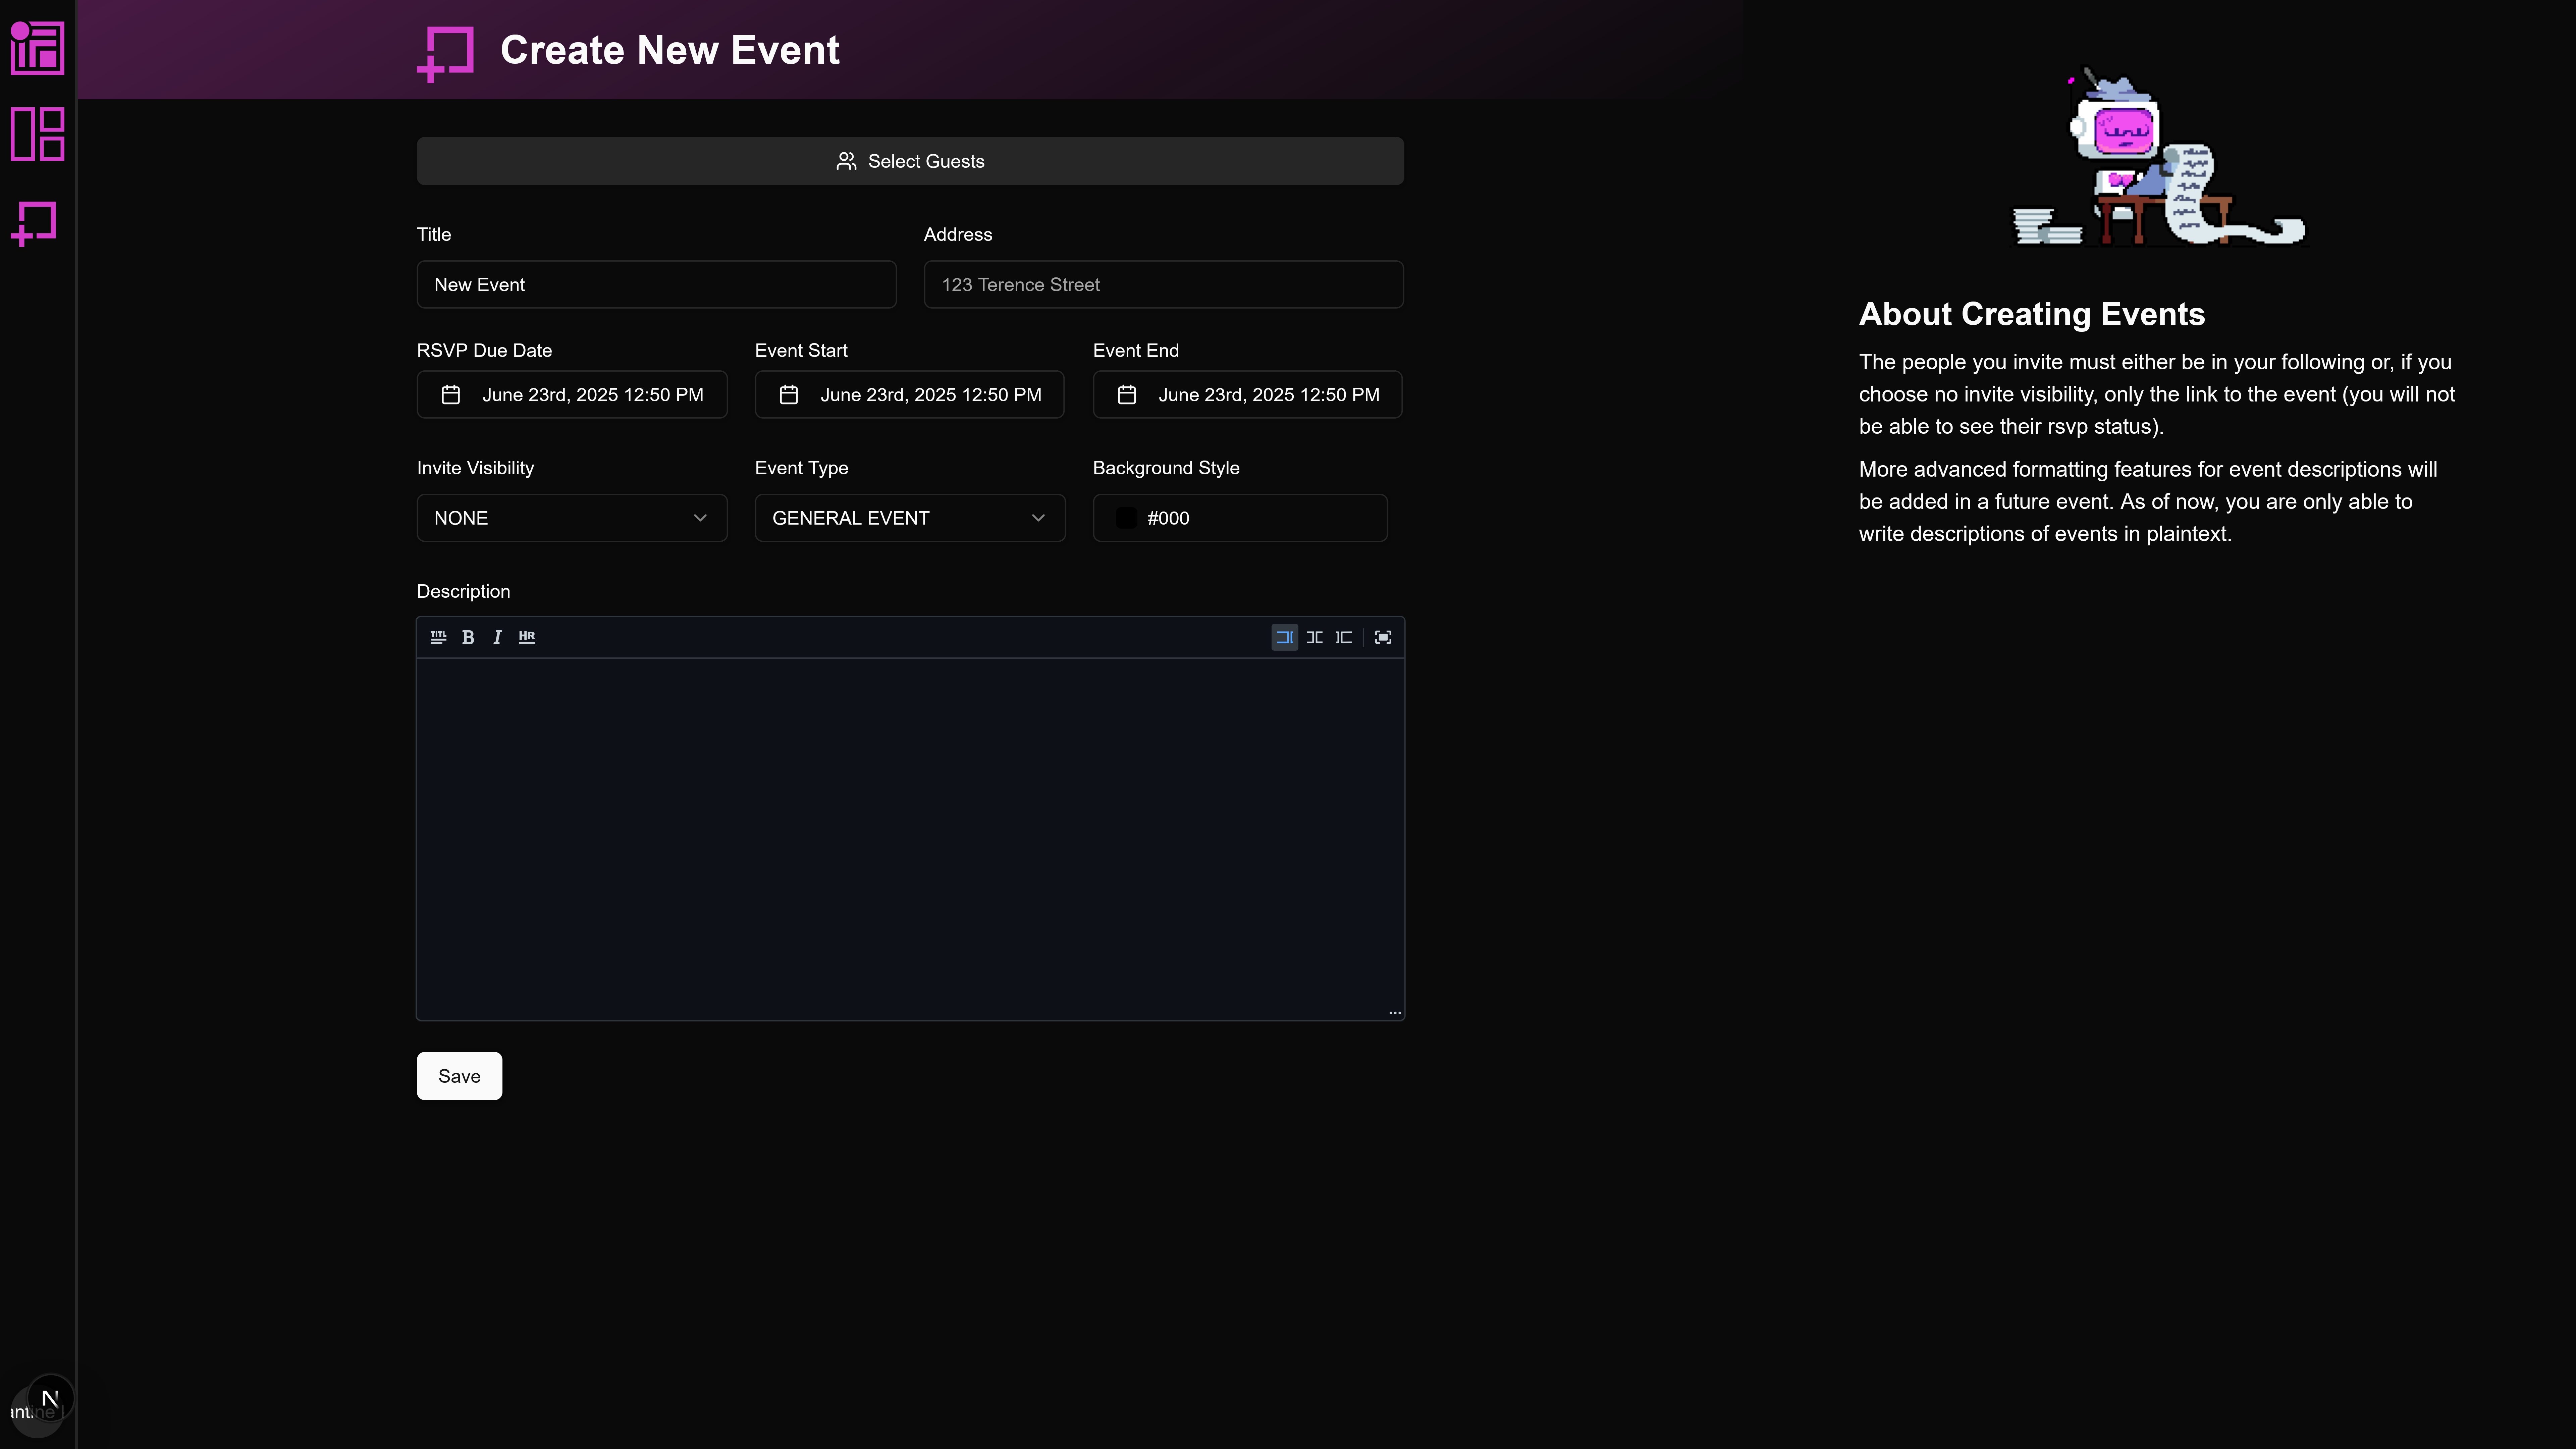 Create New Event
Select Guests
Title
Address
New Event
123 Terence Street
RSVP Due Date
Event Start
Event End
June 23rd, 2025 12:50 PM
June 23rd, 2025 12:50 PM
June 23rd, 2025 12:50 PM
Invite Visibility
Event Type
Background Style
NONE
GENERAL EVENT
#000
Description
TITL
B
I
HR
Save
About Creating Events
The people you invite must either be in your following or, if you
choose no invite visibility, only the link to the event (you will not
be able to see their rsvp status).
More advanced formatting features for event descriptions will
be added in a future event. As of now, you are only able to
write descriptions of events in plaintext.
N